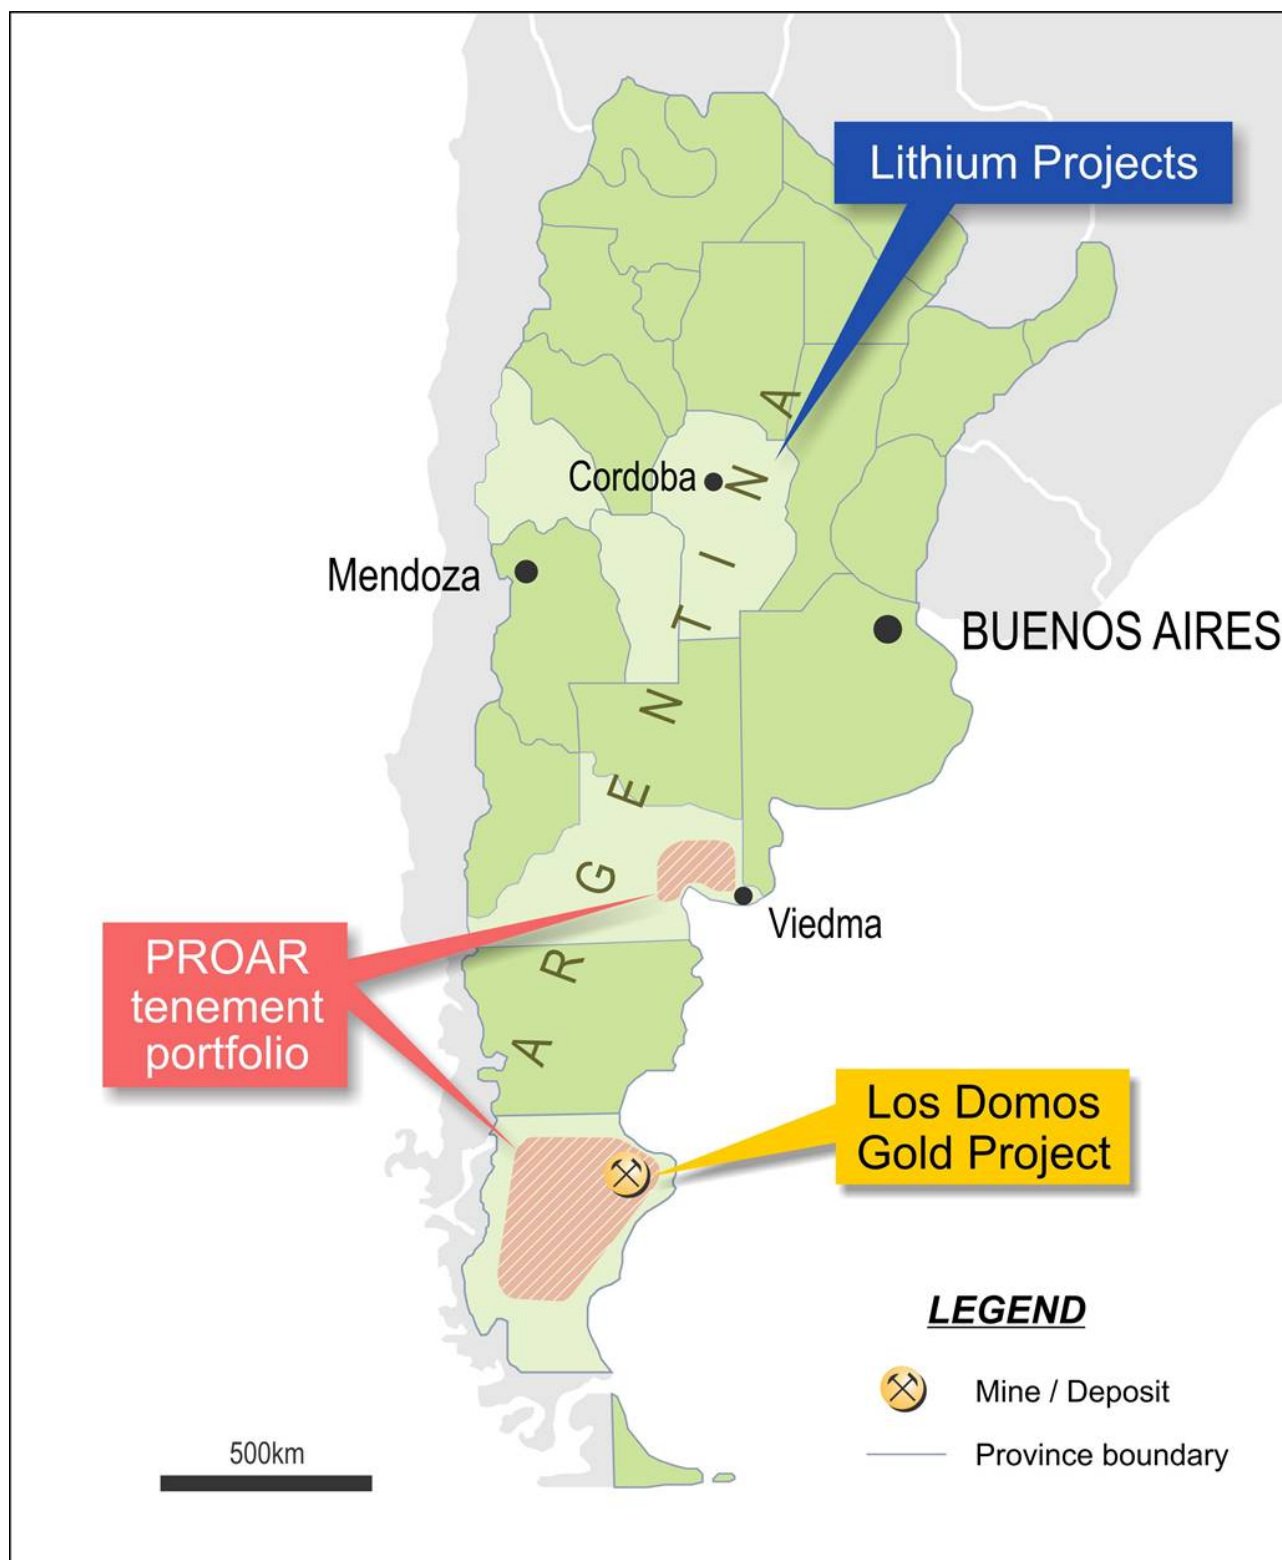 Lithium Projects
Cordoba
Mendoza
BUENOS AIRES
ARGENTINA
Viedma
PROAR
tenement
portfolio
Los Domos
Gold Project
LEGEND
Mine / Deposit
Province boundary
500km